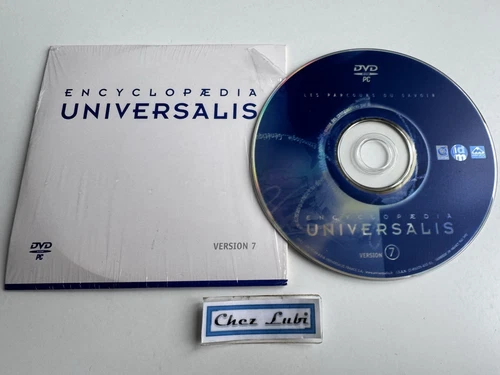 ENCYCLOPÆDIA
UNIVERSALIS
DVD
PC
VERSION 7
DVD
PC
LES PARCOURS DU SAVOIR
ENCYCLOPÆDIA
UNIVERSALIS
VERSION 7
Chez Lubi